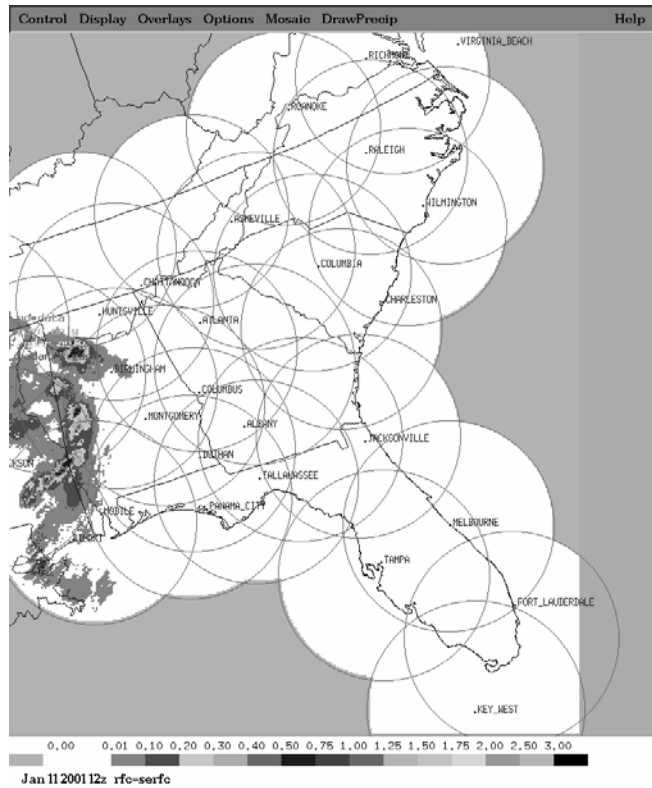 Control Display Overlays Options Mosaic DrawPrecip Help
.VIRGINIA_DEACH
.RICHMOND
.ROANOKE
.RALEIGH
.WILMINGTON
.ASHEVILLE
.COLUMBIA
.CHATTANOOGA
.CHARLESTON
.HUNTSVILLE
.ATLANTA
.BIRMINGHAM
.COLUMBUS
.MONTGOMERY
.ALBANY
.JACKSONVILLE
CKSON
.DOTHAN
.TALLAHASSEE
.PANAMA_CITY
.MOBILE
.MELBOURNE
.TAMPA
.FORT_LAUDERDALE
.KEY_WEST
0.00 0.01 0.10 0.20 0.30 0.40 0.50 0.75 1.00 1.25 1.50 1.75 2.00 2.50 3.00
Jan 11 2001 12z rfc=serfc